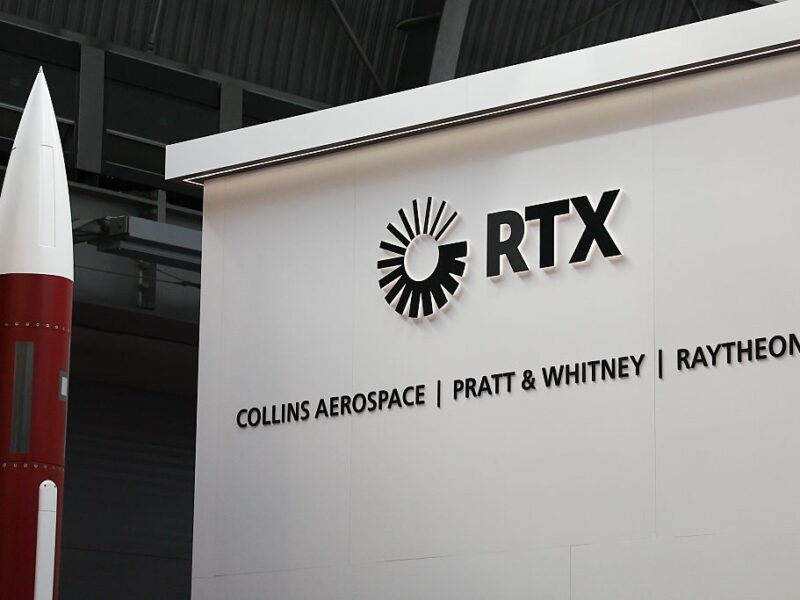 RTX
COLLINS AEROSPACE | PRATT & WHITNEY | RAYTHEON